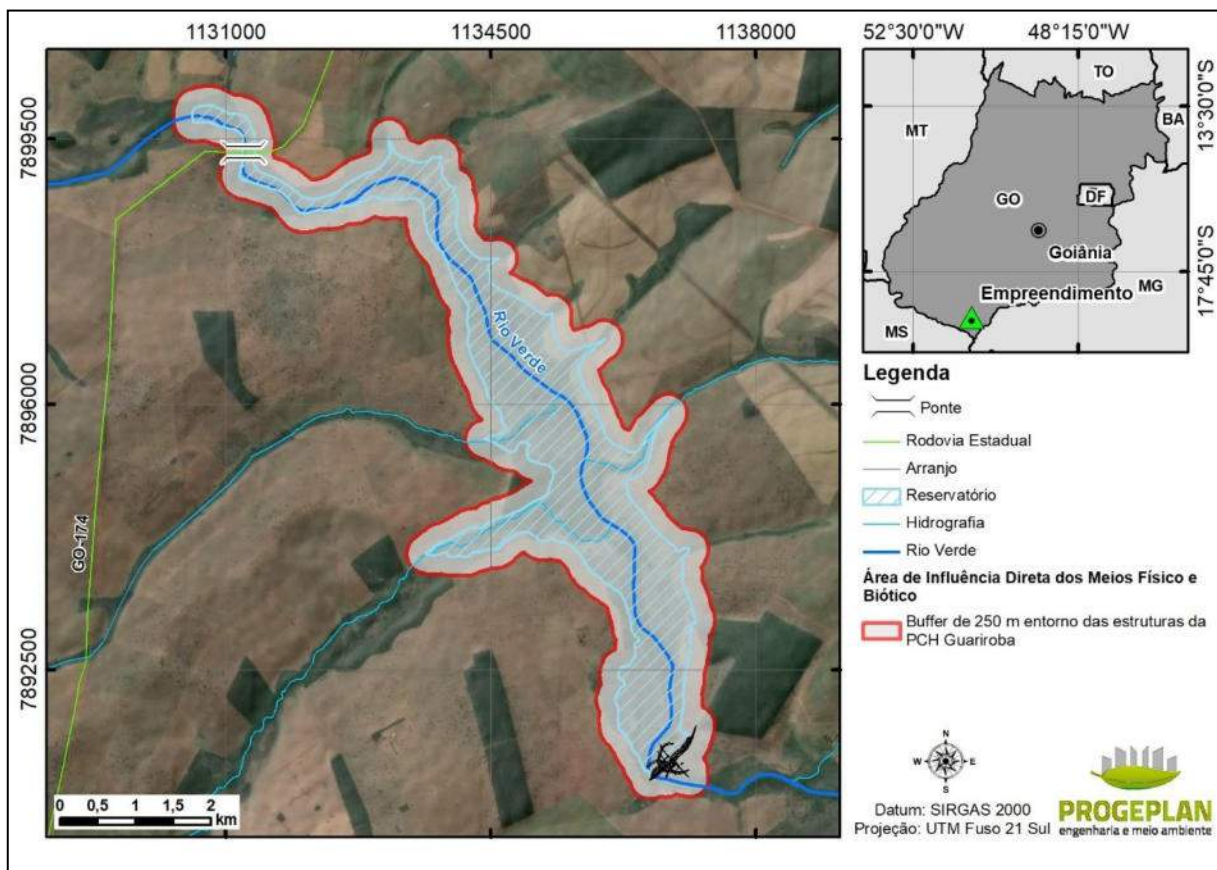 1131000
1134500
1138000
7899500
7896000
7892500
Rio Verde
GO-174
0 0,5 1 1,5 2
km
52°30'0"W
48°15'0"W
13°30'0"S
17°45'0"S
TO
BA
MT
GO
DF
Goiânia
MG
Empreendimento
MS
Legenda
Ponte
Rodovia Estadual
Arranjo
Reservatório
Hidrografia
Rio Verde
Área de Influência Direta dos Meios Físico e
Biótico
Buffer de 250 m entorno das estruturas da
PCH Guariroba
N
W
E
S
Datum: SIRGAS 2000
Projeção: UTM Fuso 21 Sul
PROGEPLAN
engenharia e meio ambiente